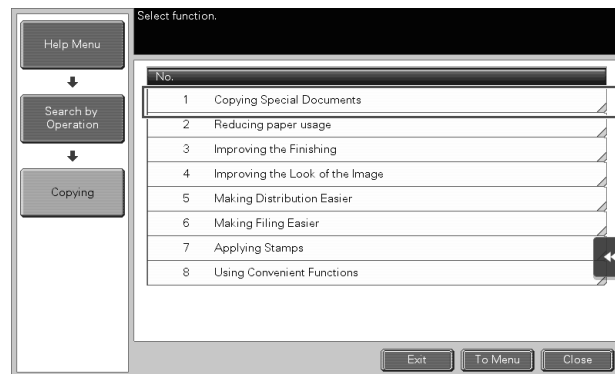 Select function.
Help Menu
Search by
Operation
Copying
No.
1 Copying Special Documents
2 Reducing paper usage
3 Improving the Finishing
4 Improving the Look of the Image
5 Making Distribution Easier
6 Making Filing Easier
7 Applying Stamps
8 Using Convenient Functions
Exit
To Menu
Close